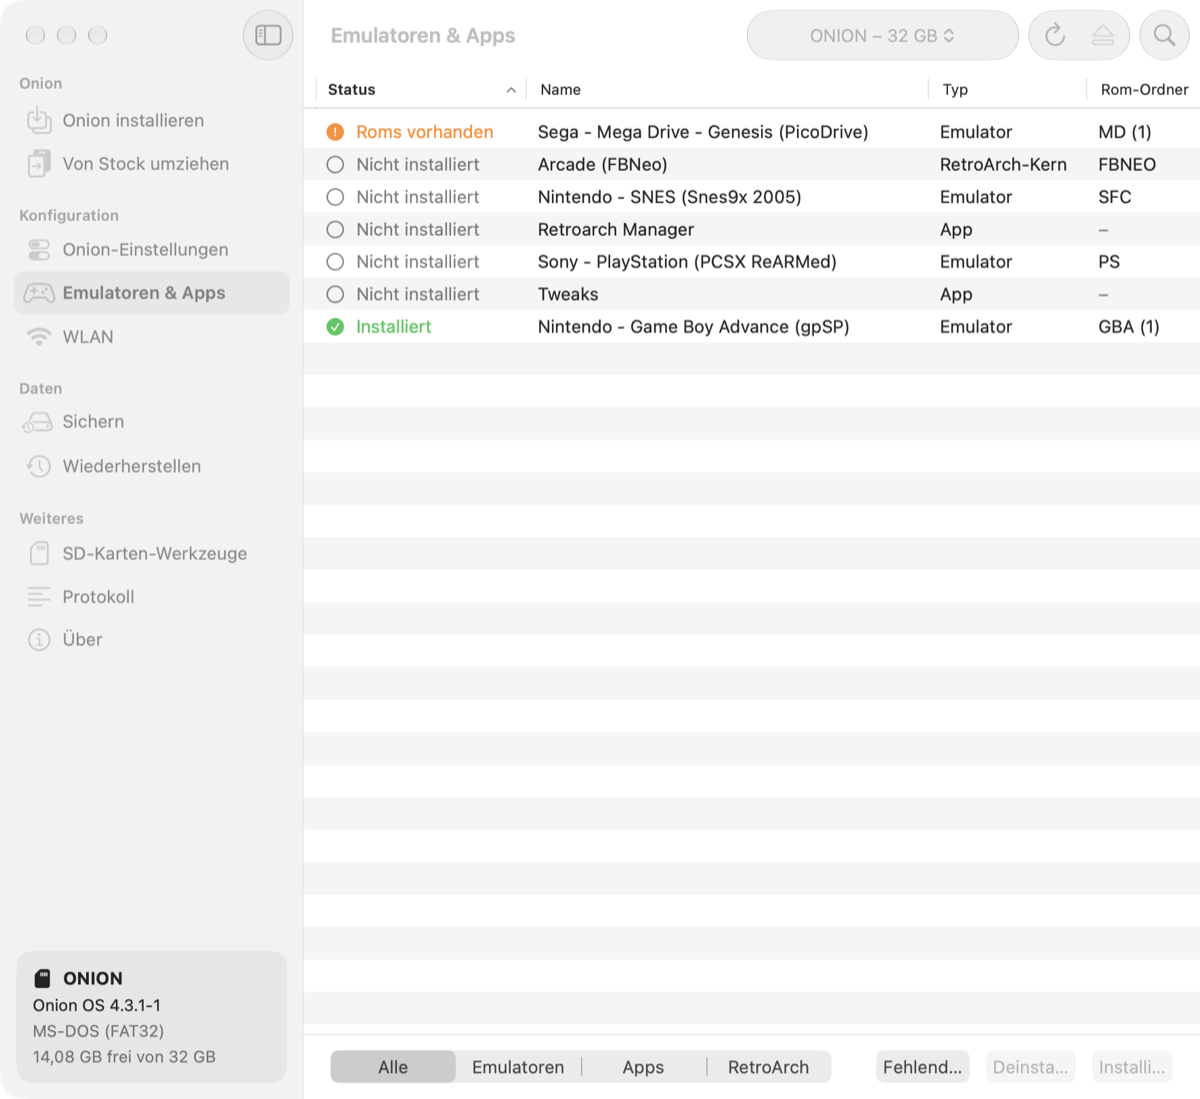 Emulatoren & Apps
ONION – 32 GB
Onion
Onion installieren
Von Stock umziehen
Konfiguration
Onion-Einstellungen
Emulatoren & Apps
WLAN
Daten
Sichern
Wiederherstellen
Weiteres
SD-Karten-Werkzeuge
Protokoll
Über
ONION
Onion OS 4.3.1-1
MS-DOS (FAT32)
14,08 GB frei von 32 GB
Status Name Typ Rom-Ordner
Roms vorhanden Sega - Mega Drive - Genesis (PicoDrive) Emulator MD (1)
Nicht installiert Arcade (FBNeo) RetroArch-Kern FBNEO
Nicht installiert Nintendo - SNES (Snes9x 2005) Emulator SFC
Nicht installiert Retroarch Manager App –
Nicht installiert Sony - PlayStation (PCSX ReARMed) Emulator PS
Nicht installiert Tweaks App –
Installiert Nintendo - Game Boy Advance (gpSP) Emulator GBA (1)
Alle Emulatoren Apps RetroArch Fehlend... Deinsta... Installi...